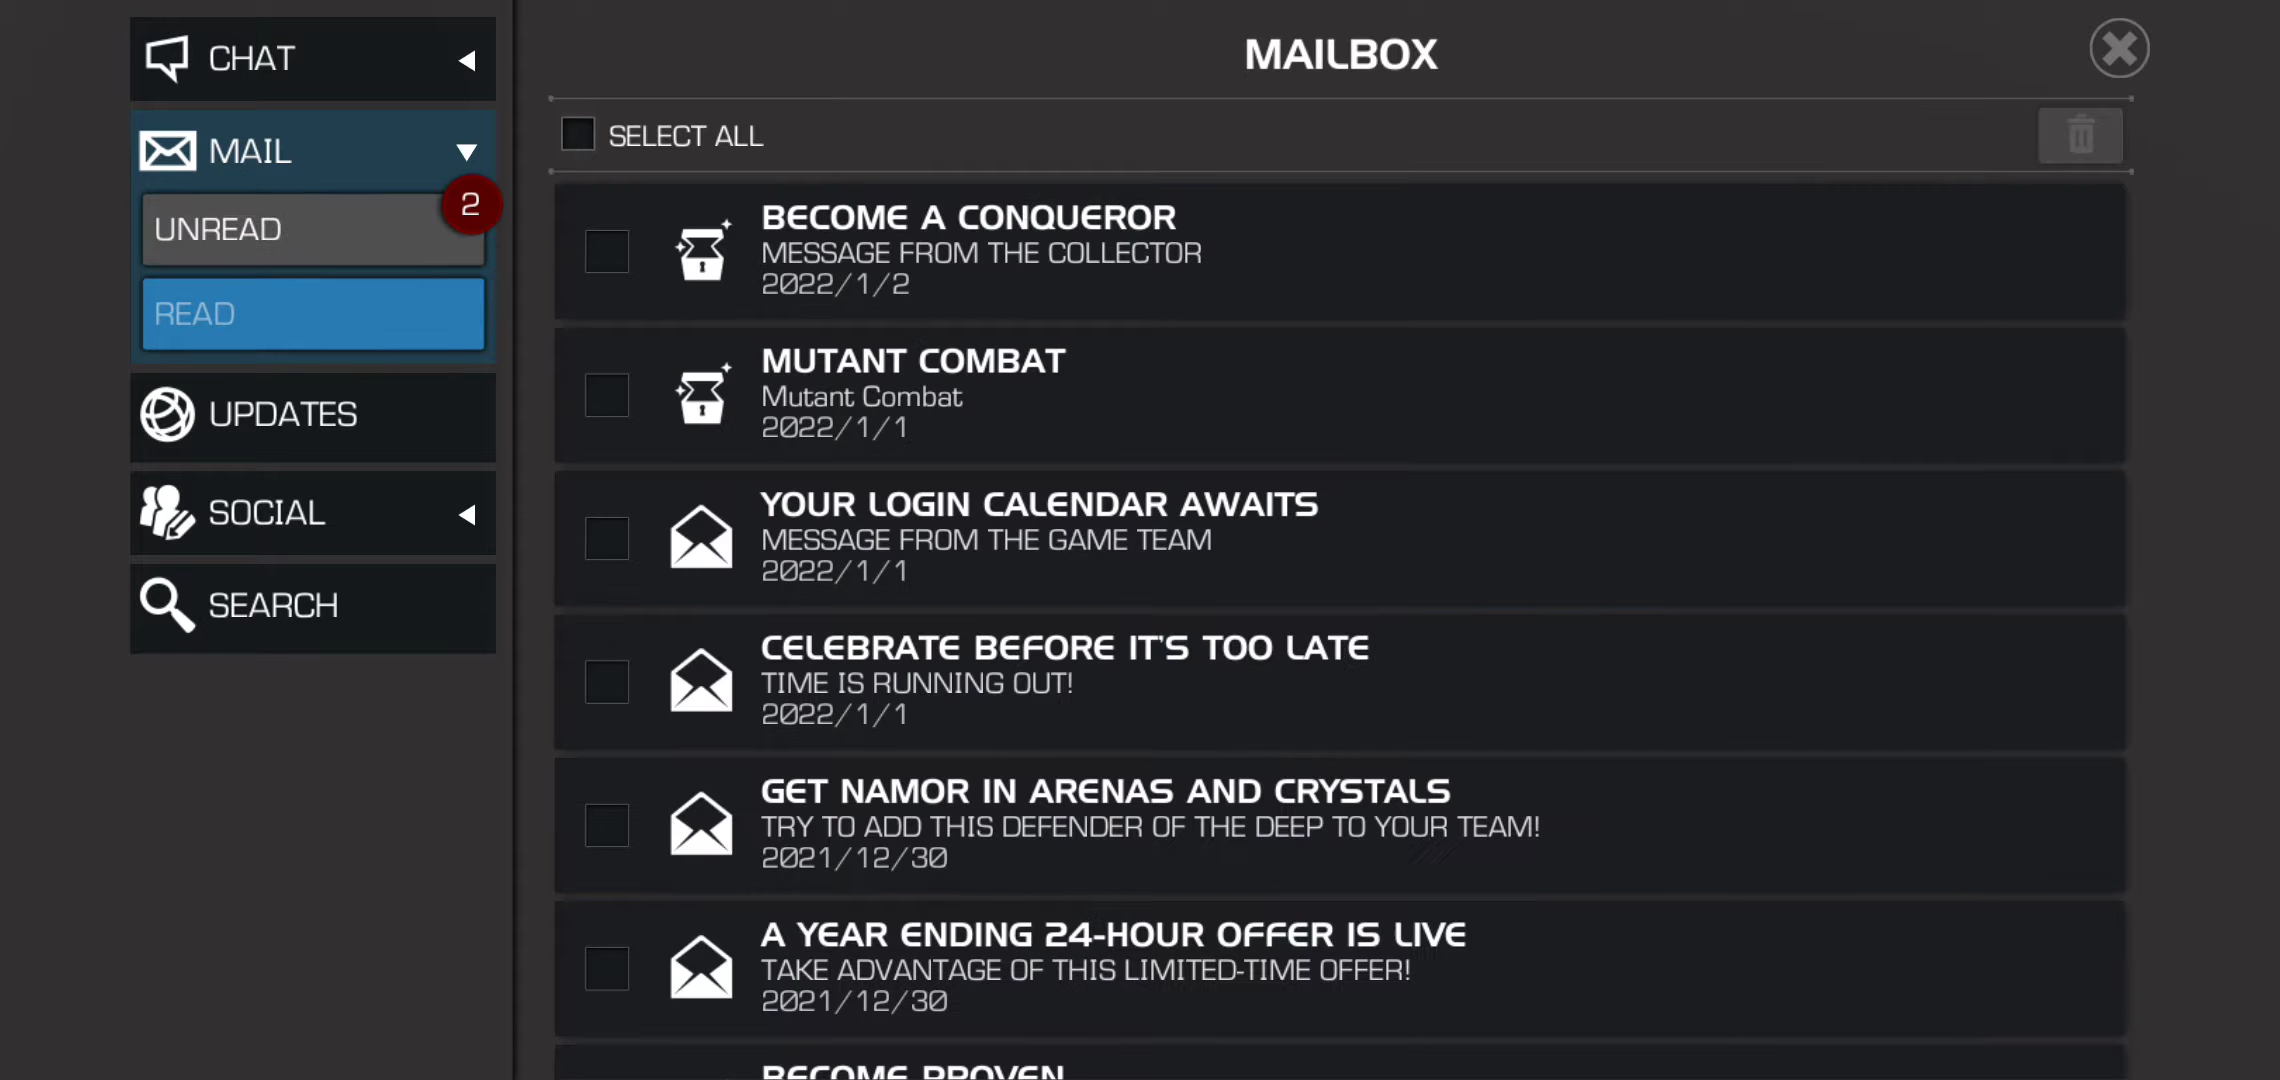 CHAT
MAIL
2
UNREAD
READ
UPDATES
SOCIAL
SEARCH
MAILBOX
SELECT ALL
BECOME A CONQUEROR
MESSAGE FROM THE COLLECTOR
2022/1/2
MUTANT COMBAT
Mutant Combat
2022/1/1
YOUR LOGIN CALENDAR AWAITS
MESSAGE FROM THE GAME TEAM
2022/1/1
CELEBRATE BEFORE IT'S TOO LATE
TIME IS RUNNING OUT!
2022/1/1
GET NAMOR IN ARENAS AND CRYSTALS
TRY TO ADD THIS DEFENDER OF THE DEEP TO YOUR TEAM!
2021/12/30
A YEAR ENDING 24-HOUR OFFER IS LIVE
TAKE ADVANTAGE OF THIS LIMITED-TIME OFFER!
2021/12/30
BECOME PROVEN